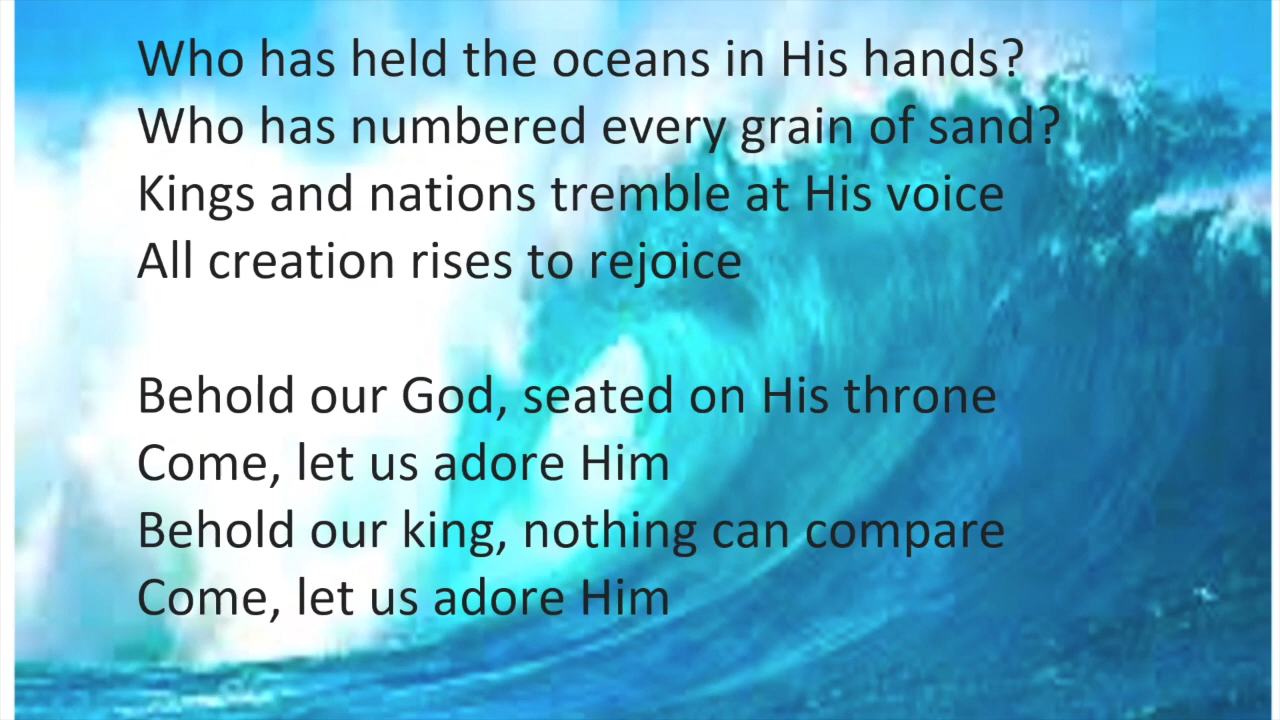 Who has held the oceans in His hands?
Who has numbered every grain of sand?
Kings and nations tremble at His voice
All creation rises to rejoice
Behold our God, seated on His throne
Come, let us adore Him
Behold our king, nothing can compare
Come, let us adore Him